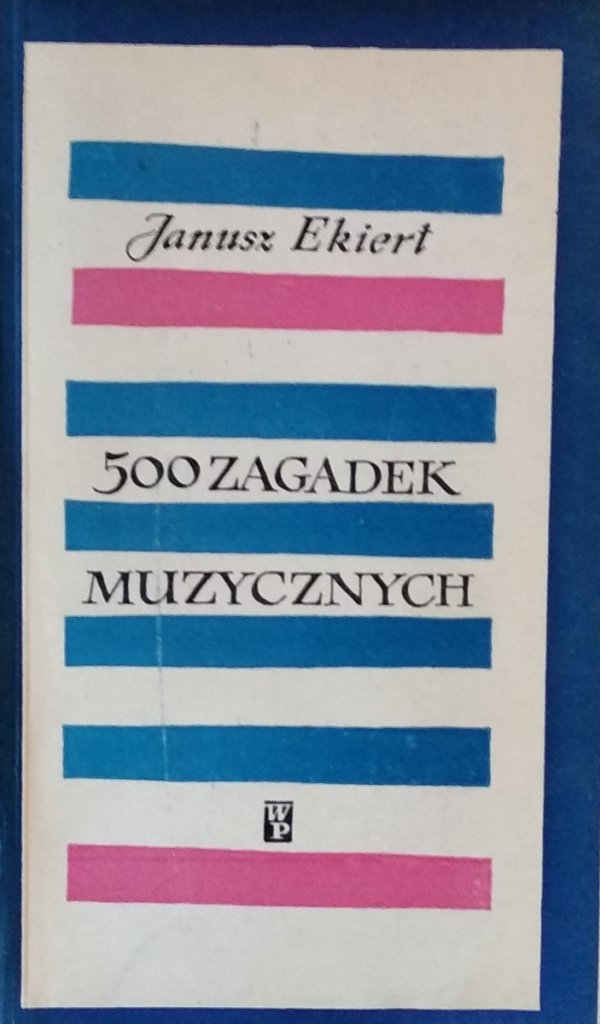 Janusz Ekiert
500 ZAGADEK
MUZYCZNYCH
WP